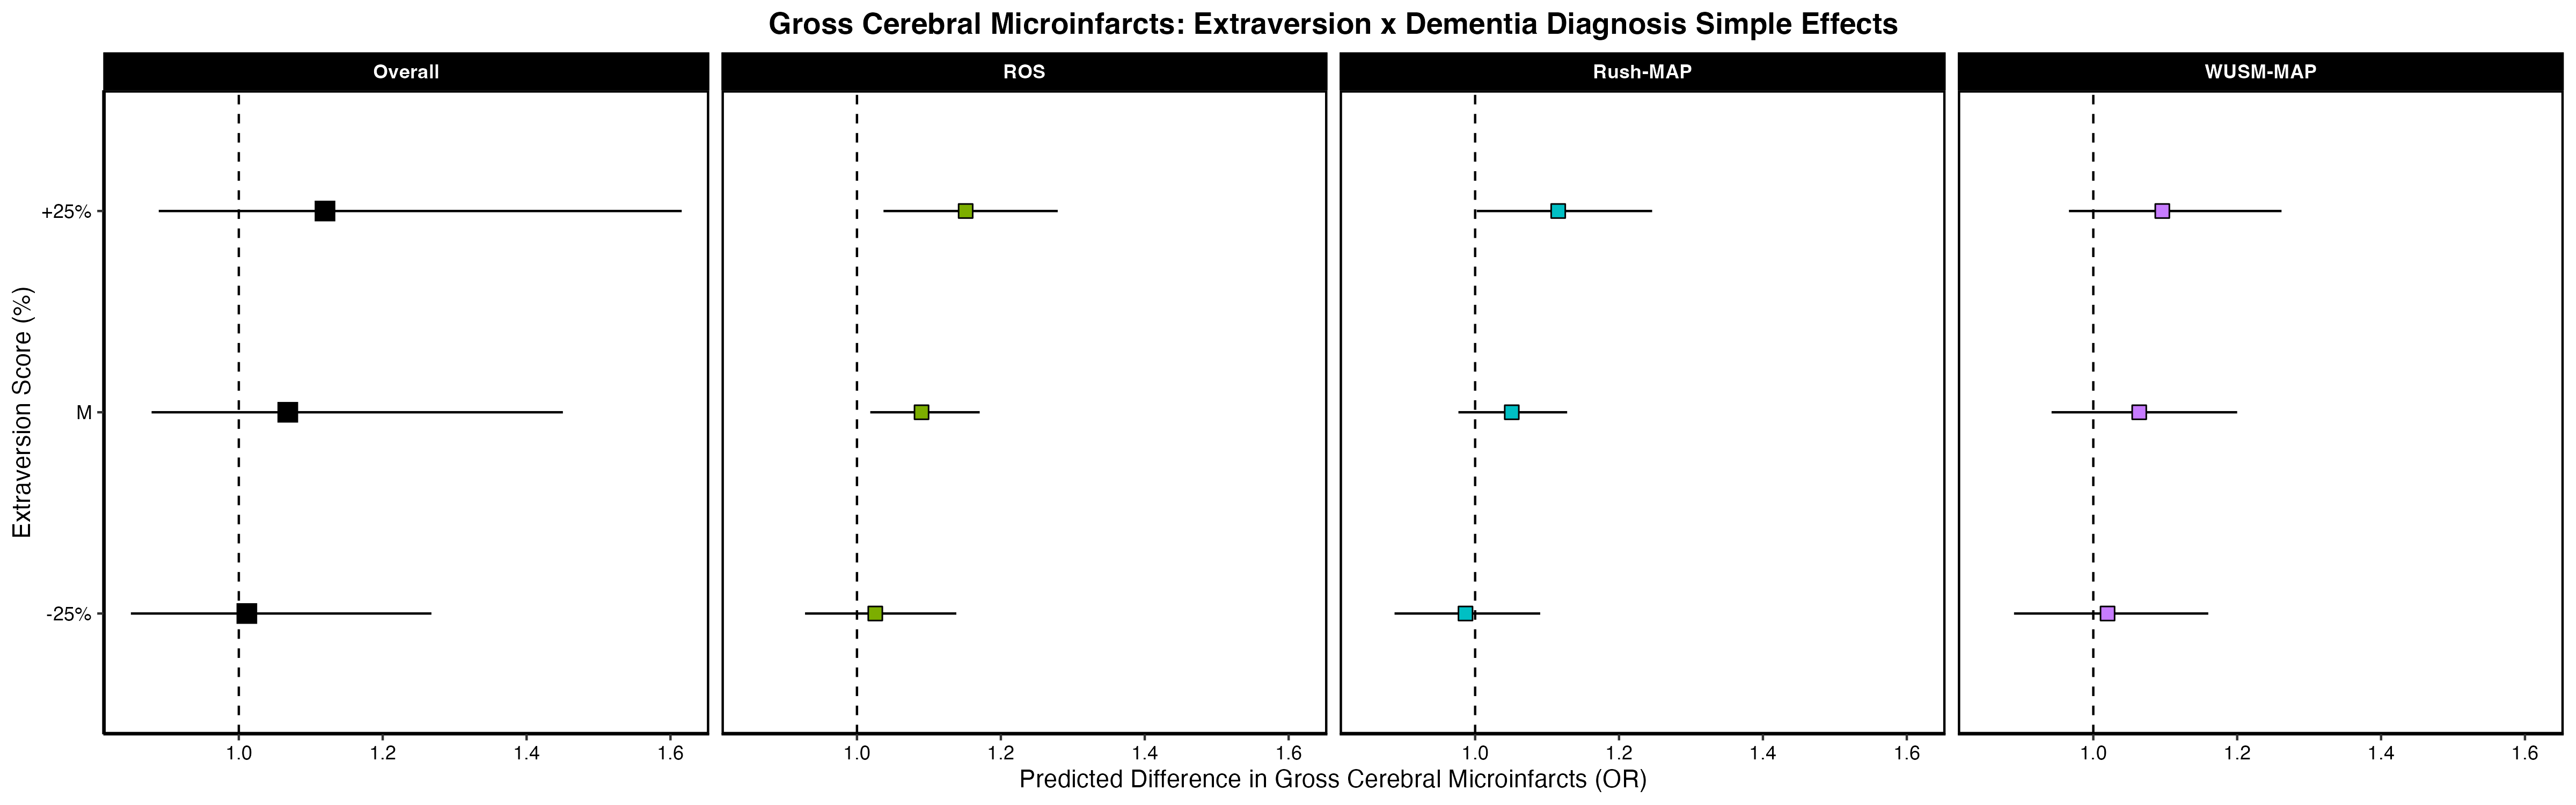 Gross Cerebral Microinfarcts: Extraversion x Dementia Diagnosis Simple Effects
Overall ROS Rush-MAP WUSM-MAP
Extraversion Score (%)
+25%
M
-25%
1.0 1.2 1.4 1.6 1.0 1.2 1.4 1.6 1.0 1.2 1.4 1.6 1.0 1.2 1.4 1.6
Predicted Difference in Gross Cerebral Microinfarcts (OR)